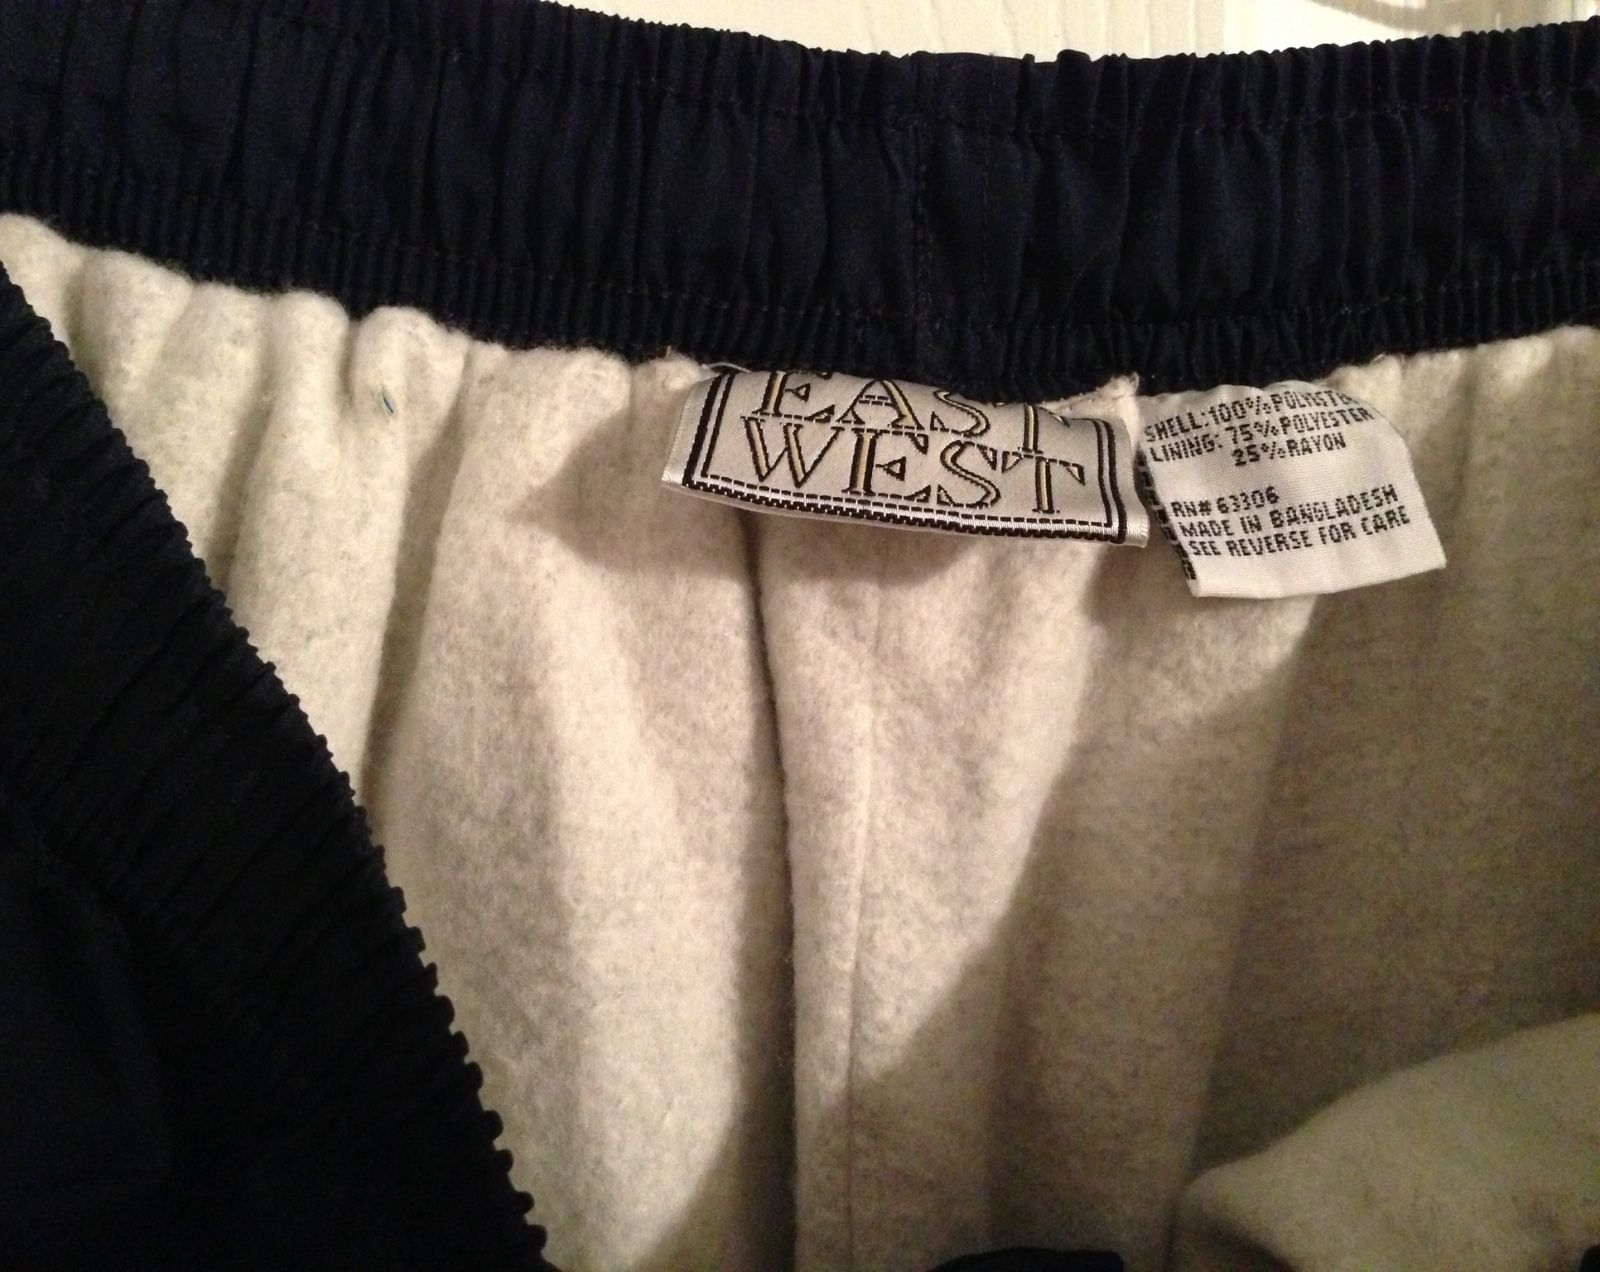 EAST
WEST
SHELL: 100% POLYESTER
LINING: 75% POLYESTER
25% RAYON
RN# 63306
MADE IN BANGLADESH
SEE REVERSE FOR CARE